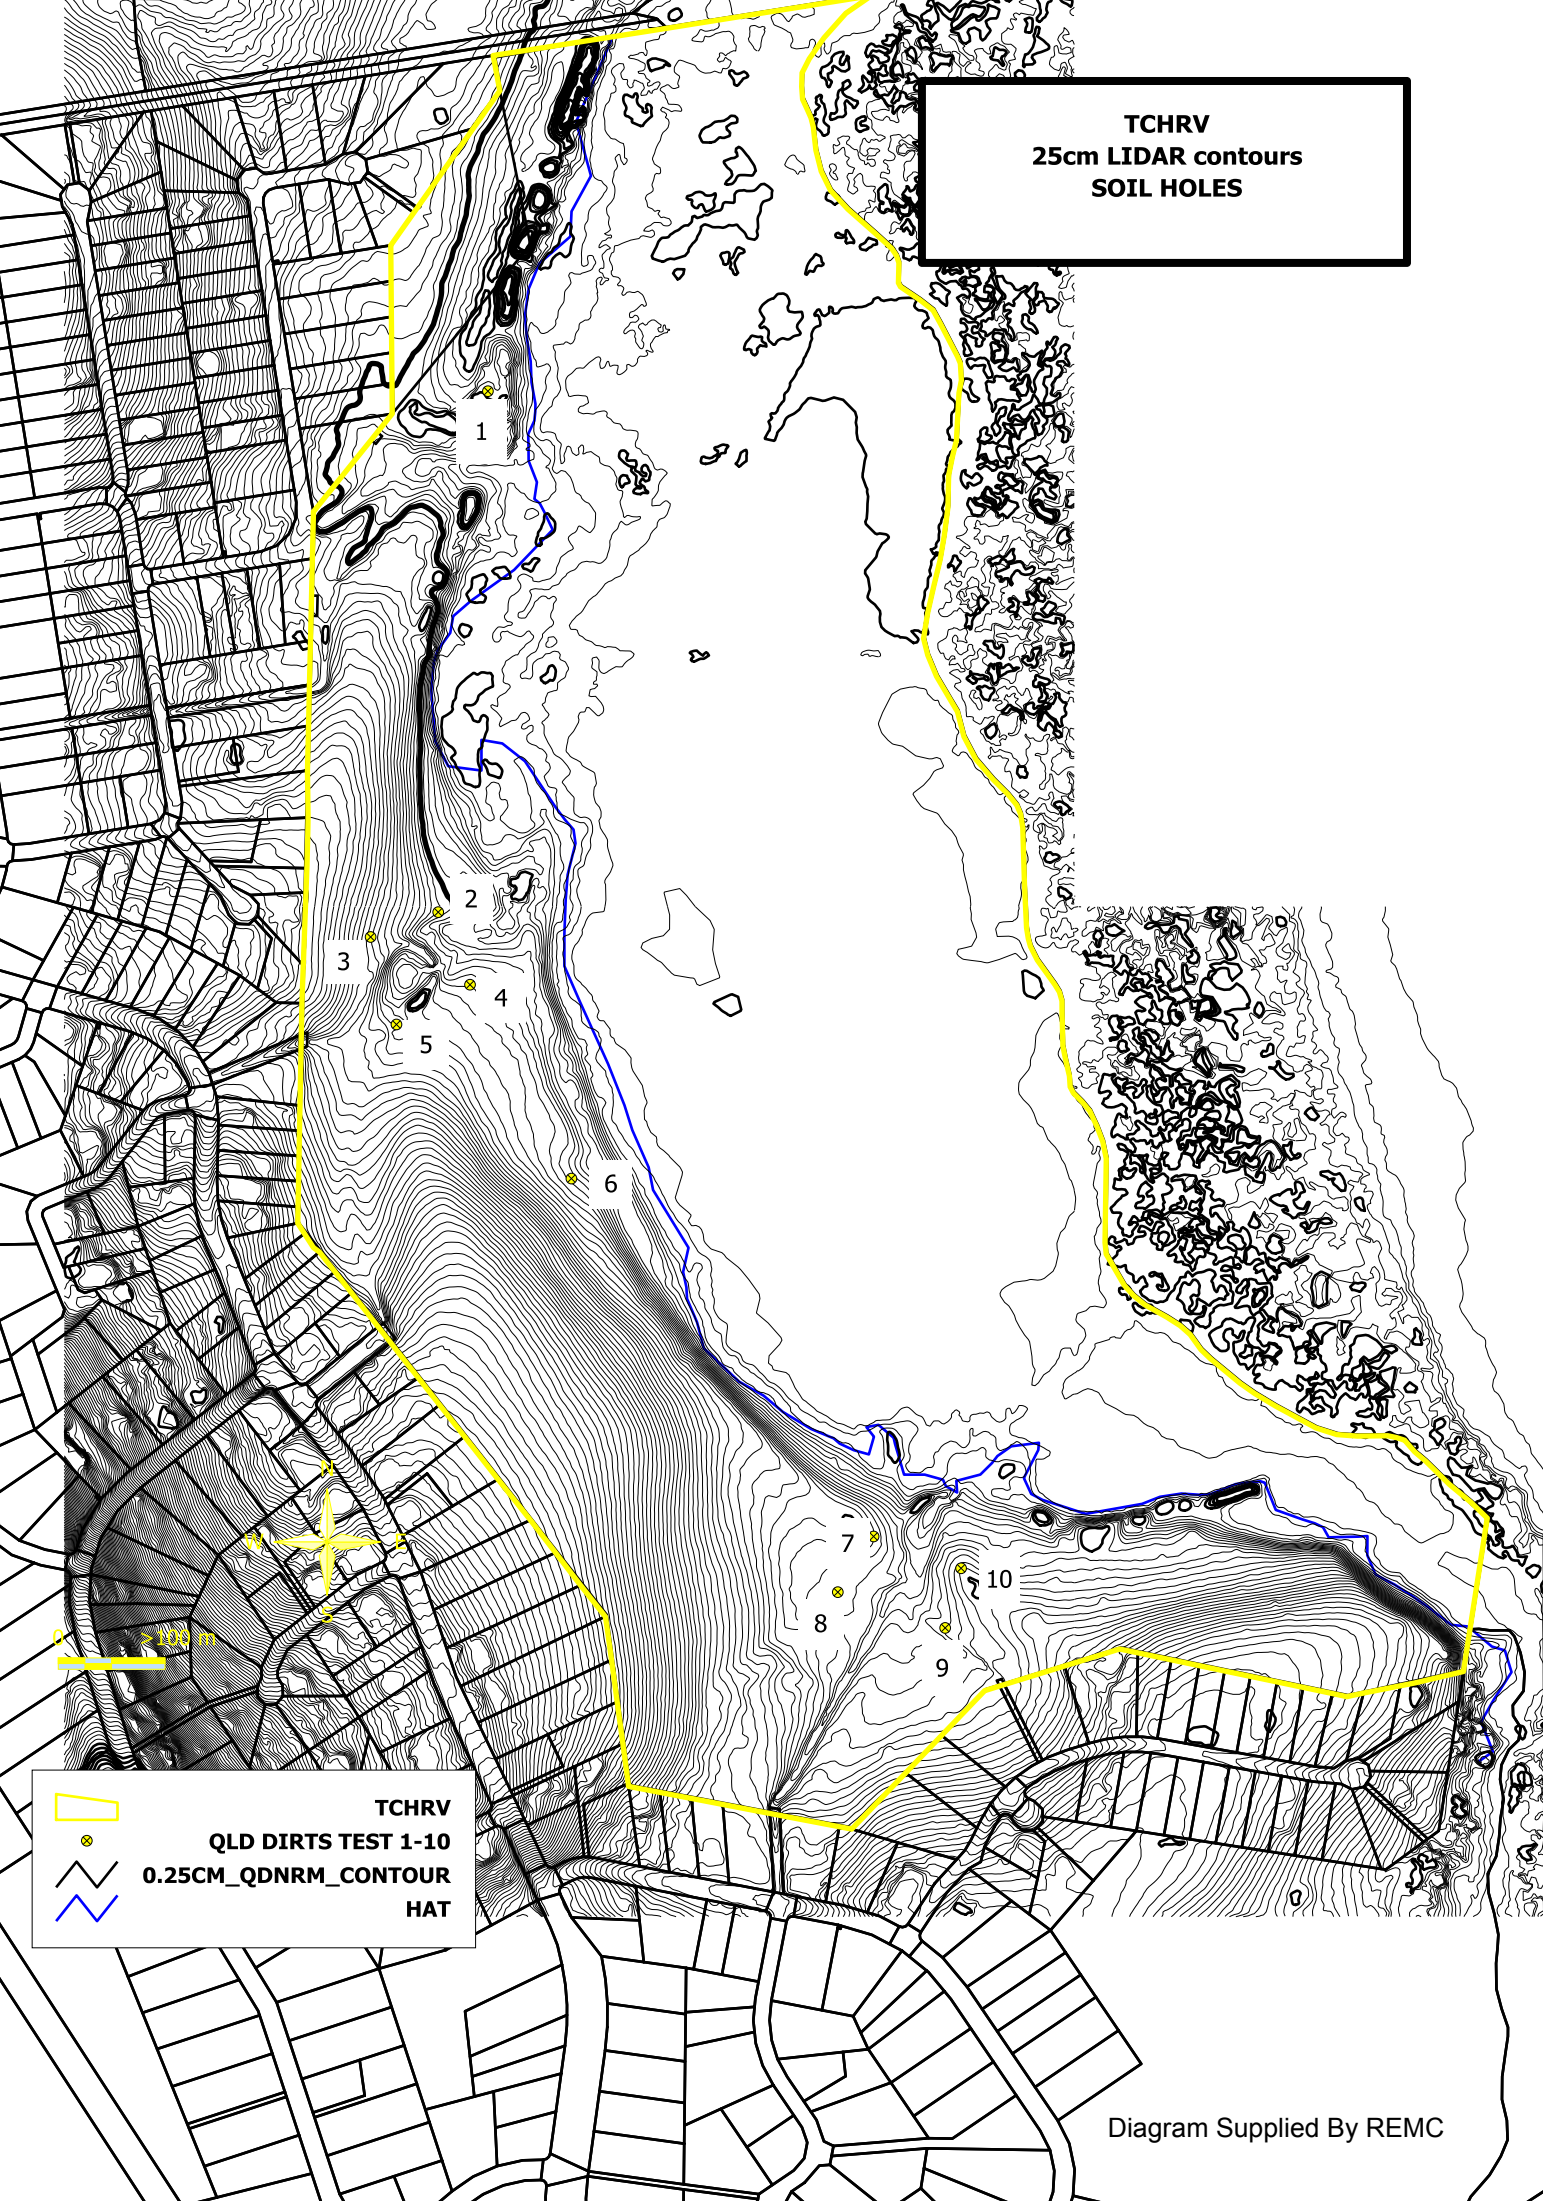 TCHRV
25cm LIDAR contours
SOIL HOLES
1
2
3
4
5
6
7
8
9
10
N
W E
S
0 >100 m
TCHRV
QLD DIRTS TEST 1-10
0.25CM_QDNRM_CONTOUR
HAT
Diagram Supplied By REMC